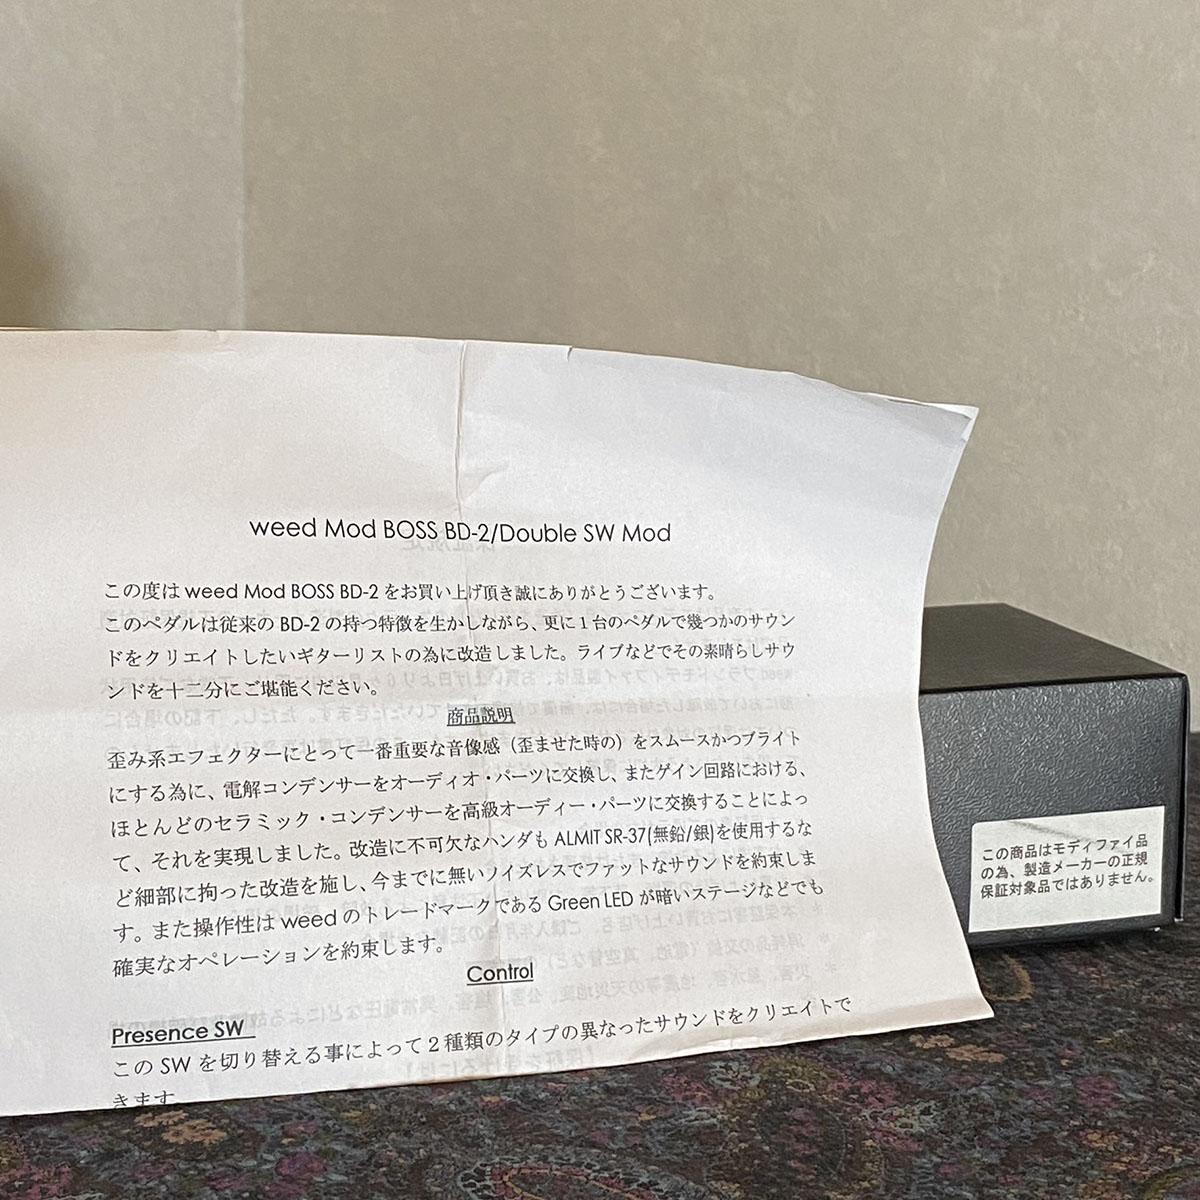 weed Mod BOSS BD-2/Double SW Mod
この度は weed Mod BOSS BD-2 をお買い上げ頂き誠にありがとうございます。
このペダルは従来の BD-2 の持つ特徴を生かしながら、更に１台のペダルで幾つかのサウン
ドをクリエイトしたいギターリストの為に改造しました。ライブなどでその素晴らしサウ
ンドを十二分にご堪能ください。
商品説明
歪み系エフェクターにとって一番重要な音像感（歪ませた時の）をスムースかつブライト
にする為に、電解コンデンサーをオーディオ・パーツに交換し、またゲイン回路における、
ほとんどのセラミック・コンデンサーを高級オーディー・パーツに交換することによっ
て、それを実現しました。改造に不可欠なハンダも ALMIT SR-37(無鉛/銀)を使用するな
ど細部に拘った改造を施し、今までに無いノイズレスでファットなサウンドを約束しま
す。また操作性は weed のトレードマークである Green LED が暗いステージなどでも
確実なオペレーションを約束します。
Control
Presence SW
この SW を切り替える事によって２種類のタイプの異なったサウンドをクリエイトで
きます
この商品はモディファイ品
の為、製造メーカーの正規
保証対象品ではありません。